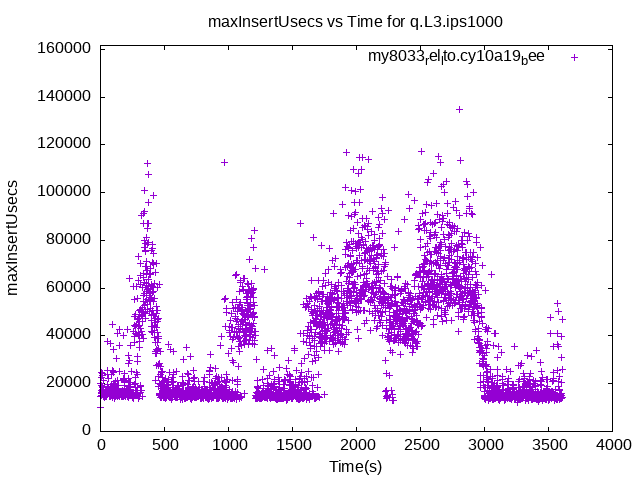 maxInsertUsecs vs Time for q.L3.ips1000
160000
my8033_rel_lto.cy10a19_bee
140000
120000
100000
80000
60000
40000
20000
0
maxInsertUsecs
0 500 1000 1500 2000 2500 3000 3500 4000
Time(s)